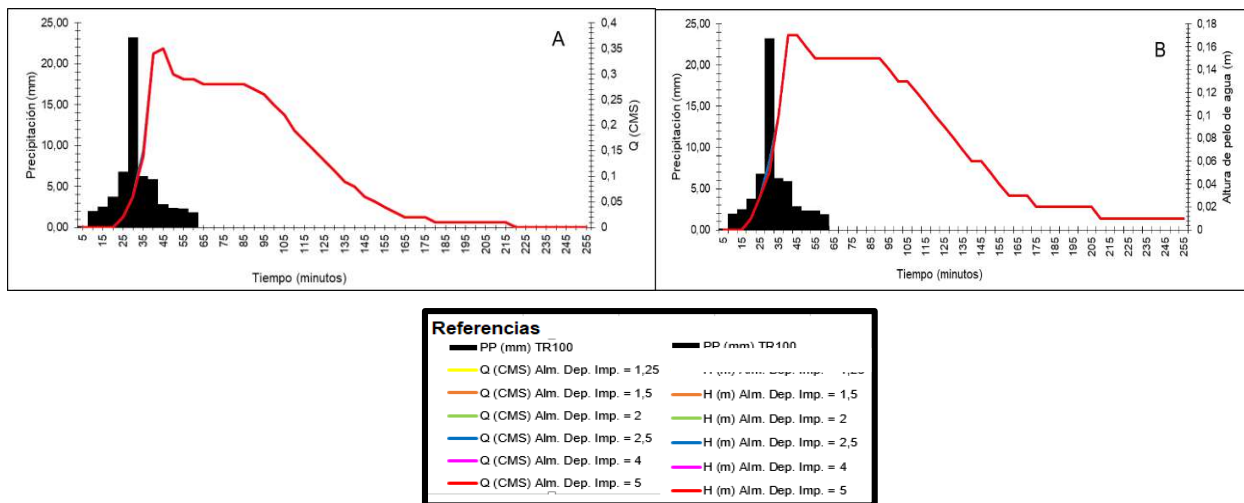 A
Precipitación (mm)
25,00
20,00
15,00
10,00
5,00
0,00
0,4
0,35
0,3
0,25
0,2
0,15
0,1
0,05
0
Q (CMS)
5 15 25 35 45 55 65 75 85 95 105 115 125 135 145 155 165 175 185 195 205 215 225 235 245 255
Tiempo (minutos)
B
Precipitación (mm)
25,00
20,00
15,00
10,00
5,00
0,00
0,18
0,16
0,14
0,12
0,1
0,08
0,06
0,04
0,02
0
Altura de pelo de agua (m)
5 15 25 35 45 55 65 75 85 95 105 115 125 135 145 155 165 175 185 195 205 215 225 235 245 255
Tiempo (minutos)
Referencias
PP (mm) TR100
Q (CMS) Alm. Dep. Imp. = 1,25
Q (CMS) Alm. Dep. Imp. = 1,5
Q (CMS) Alm. Dep. Imp. = 2
Q (CMS) Alm. Dep. Imp. = 2,5
Q (CMS) Alm. Dep. Imp. = 4
Q (CMS) Alm. Dep. Imp. = 5
PP (mm) TR100
H (m) Alm. Dep. Imp. = 1,5
H (m) Alm. Dep. Imp. = 2
H (m) Alm. Dep. Imp. = 2,5
H (m) Alm. Dep. Imp. = 4
H (m) Alm. Dep. Imp. = 5